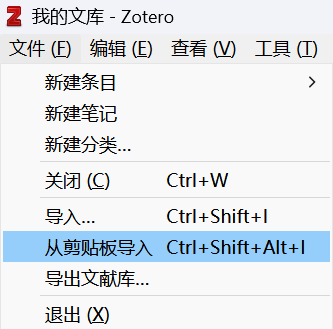 我的文库 - Zotero
文件 (F) 编辑 (E) 查看 (V) 工具 (T)
新建条目
新建笔记
新建分类...
关闭 (C) Ctrl+W
导入... Ctrl+Shift+I
从剪贴板导入 Ctrl+Shift+Alt+I
导出文献库...
退出 (X)